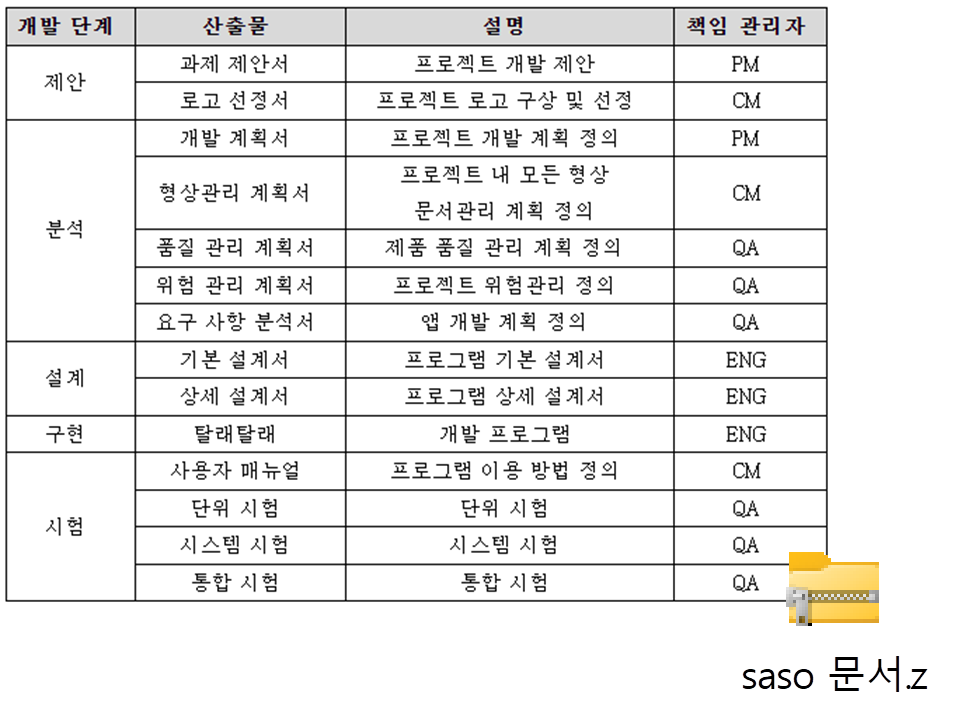 개발 단계 산출물 설명 책임 관리자
제안
과제 제안서 프로젝트 개발 제안 PM
로고 선정서 프로젝트 로고 구상 및 선정 CM
분석
개발 계획서 프로젝트 개발 계획 정의 PM
형상관리 계획서 프로젝트 내 모든 형상
문서관리 계획 정의 CM
품질 관리 계획서 제품 품질 관리 계획 정의 QA
위험 관리 계획서 프로젝트 위험관리 정의 QA
요구 사항 분석서 앱 개발 계획 정의 QA
설계
기본 설계서 프로그램 기본 설계서 ENG
상세 설계서 프로그램 상세 설계서 ENG
구현 탈래탈래 개발 프로그램 ENG
시험
사용자 매뉴얼 프로그램 이용 방법 정의 CM
단위 시험 단위 시험 QA
시스템 시험 시스템 시험 QA
통합 시험 통합 시험 QA
saso 문서.z